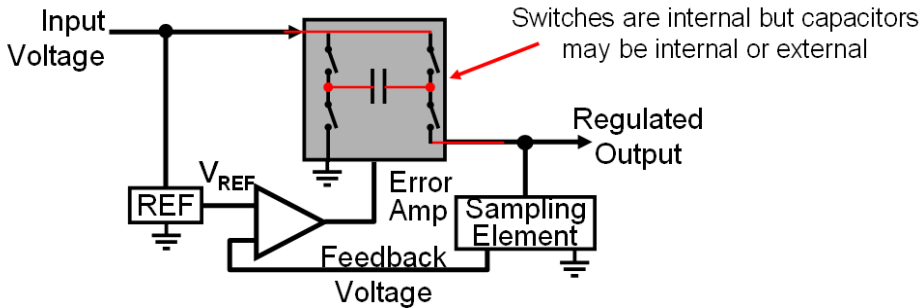 Input
Voltage
Switches are internal but capacitors
may be internal or external
Regulated
Output
VREF
REF
Error
Amp
Sampling
Element
Feedback
Voltage